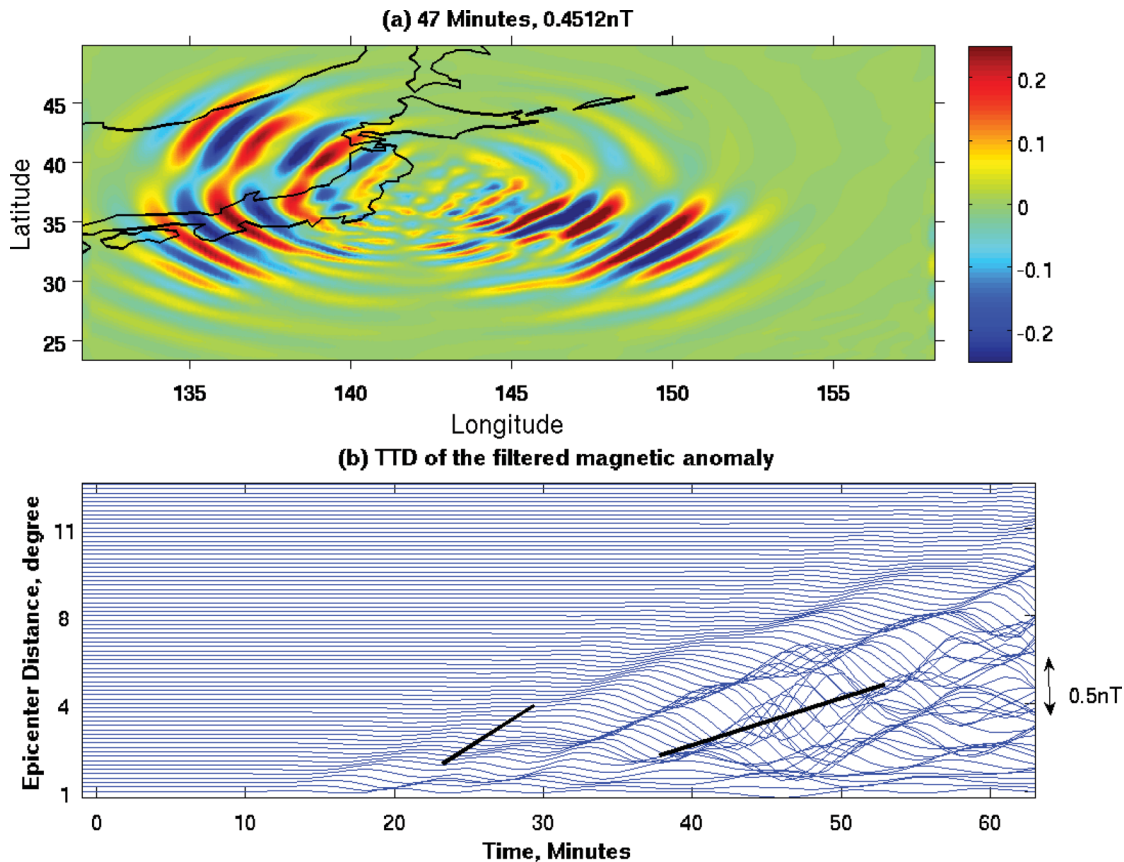 (a) 47 Minutes, 0.4512nT
45
40
35
30
25
Latitude
135 140 145 150 155
Longitude
0.2
0.1
0
-0.1
-0.2
(b) TTD of the filtered magnetic anomaly
11
8
4
1
Epicenter Distance, degree
0.5nT
0 10 20 30 40 50 60
Time, Minutes